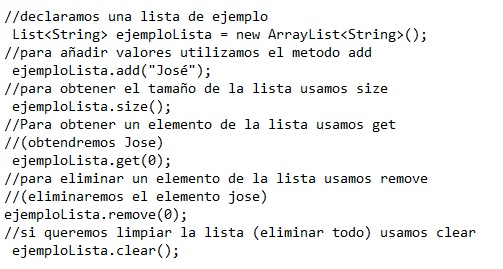 //declaramos una lista de ejemplo
List<String> ejemploLista = new ArrayList<String>();
//para añadir valores utilizamos el metodo add
ejemploLista.add("José");
//para obtener el tamaño de la lista usamos size
ejemploLista.size();
//Para obtener un elemento de la lista usamos get
//(obtendremos Jose)
ejemploLista.get(0);
//para eliminar un elemento de la lista usamos remove
//(eliminaremos el elemento jose)
ejemploLista.remove(0);
//si queremos limpiar la lista (eliminar todo) usamos clear
ejemploLista.clear();